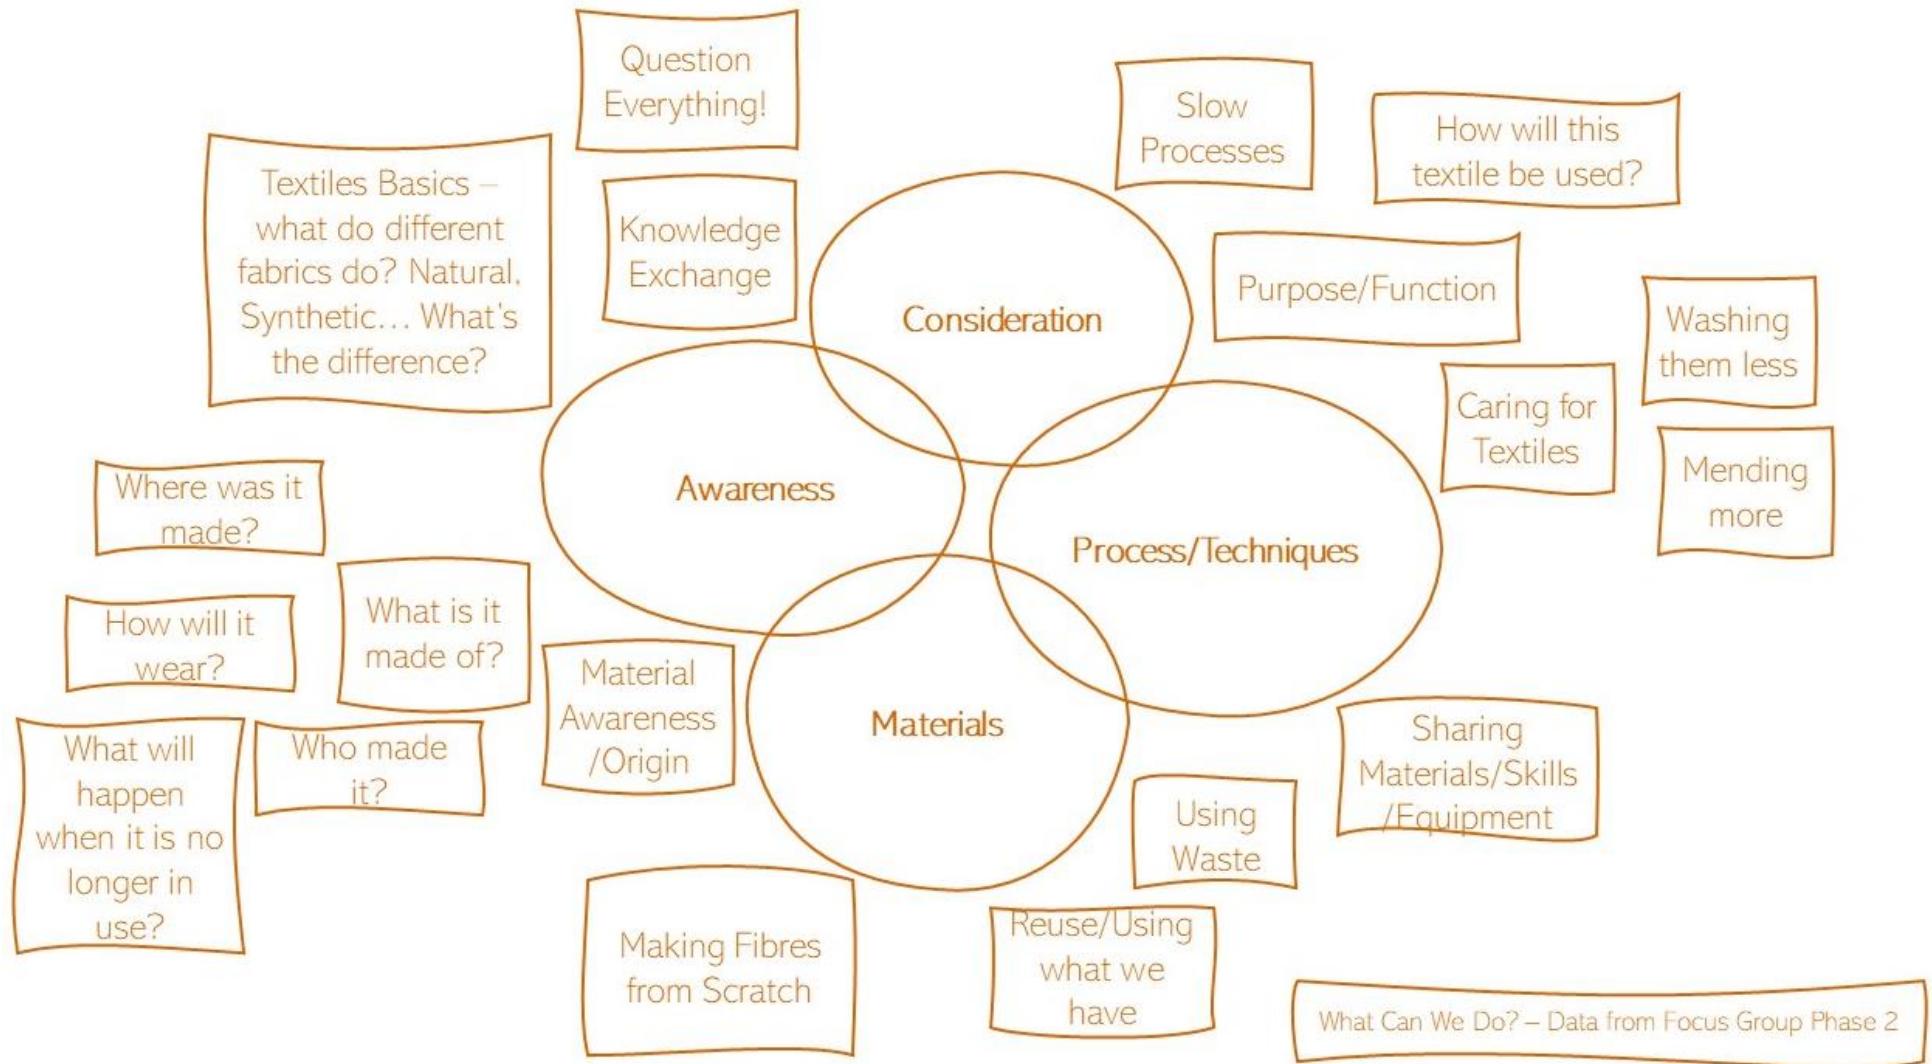 Question
Everything!
Slow
Processes
How will this
textile be used?
Textiles Basics –
what do different
fabrics do? Natural,
Synthetic… What's
the difference?
Knowledge
Exchange
Consideration
Purpose/Function
Washing
them less
Caring for
Textiles
Mending
more
Awareness
Process/Techniques
Where was it
made?
How will it
wear?
What is it
made of?
Material
Awareness
/Origin
Materials
What will
happen
when it is no
longer in
use?
Who made
it?
Sharing
Materials/Skills
/Equipment
Using
Waste
Making Fibres
from Scratch
Reuse/Using
what we
have
What Can We Do? – Data from Focus Group Phase 2